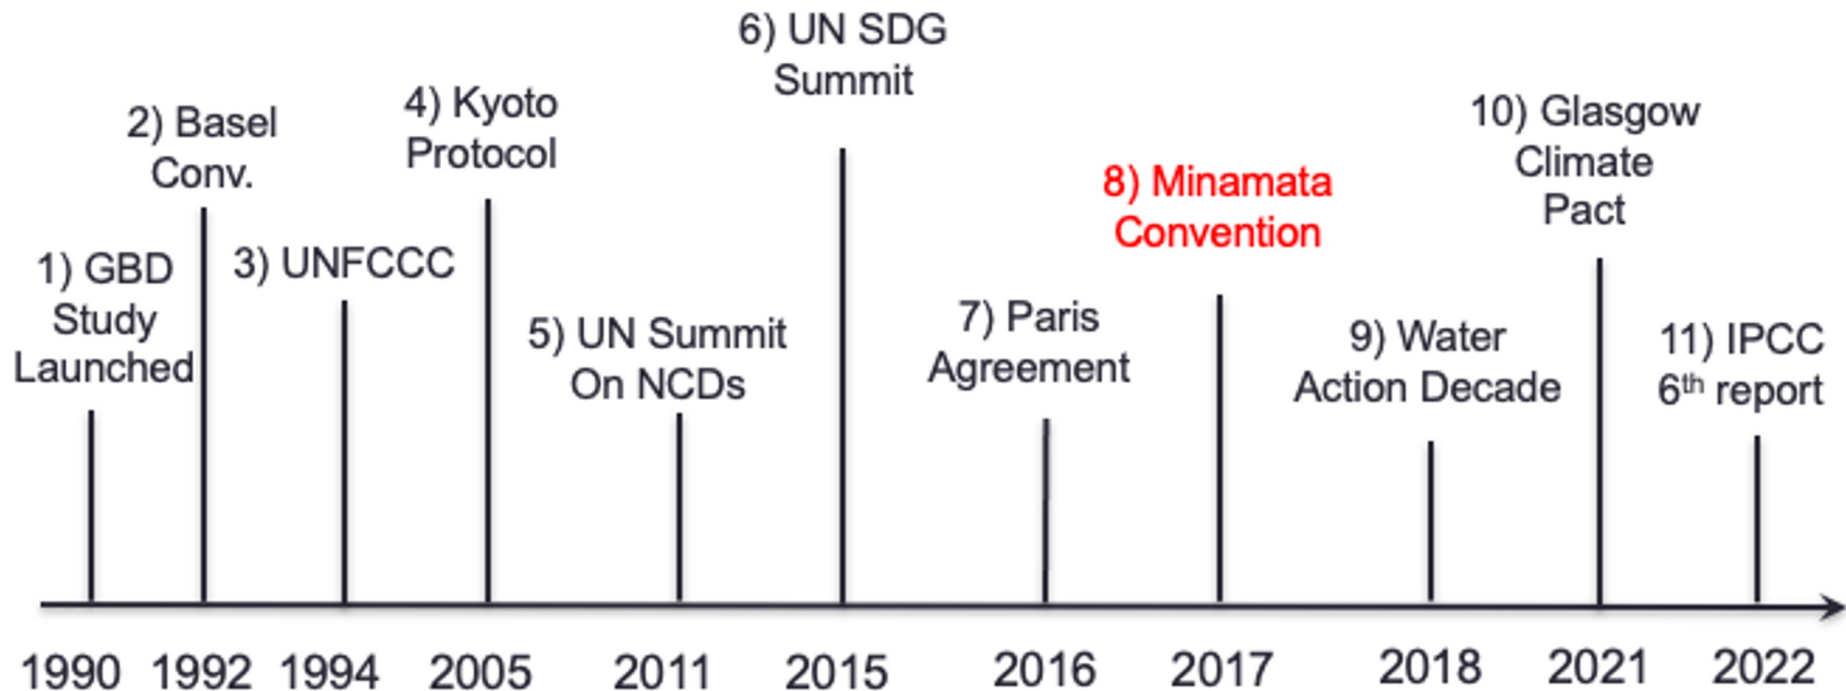 1) GBD
Study
Launched
2) Basel
Conv.
3) UNFCCC
4) Kyoto
Protocol
5) UN Summit
On NCDs
6) UN SDG
Summit
7) Paris
Agreement
8) Minamata
Convention
9) Water
Action Decade
10) Glasgow
Climate
Pact
11) IPCC
6th report
1990 1992 1994 2005 2011 2015 2016 2017 2018 2021 2022